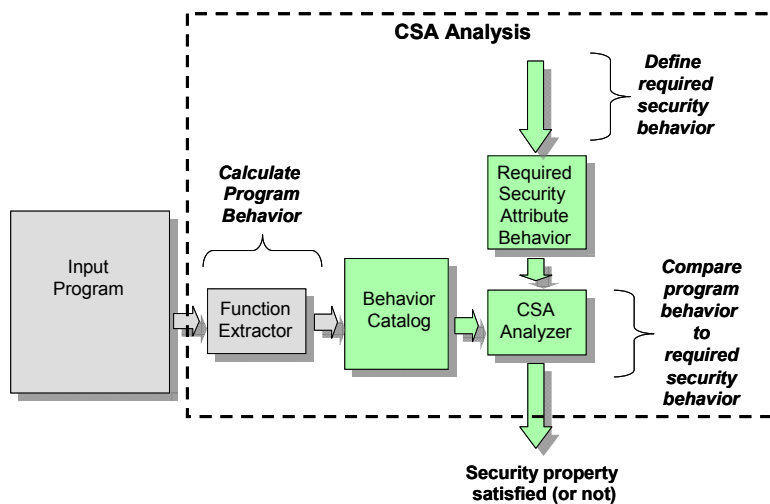 CSA Analysis
Define
required
security
behavior
Calculate
Program
Behavior
Required
Security
Attribute
Behavior
Input
Program
Function
Extractor
Behavior
Catalog
CSA
Analyzer
Compare
program
behavior
to
required
security
behavior
Security property
satisfied (or not)